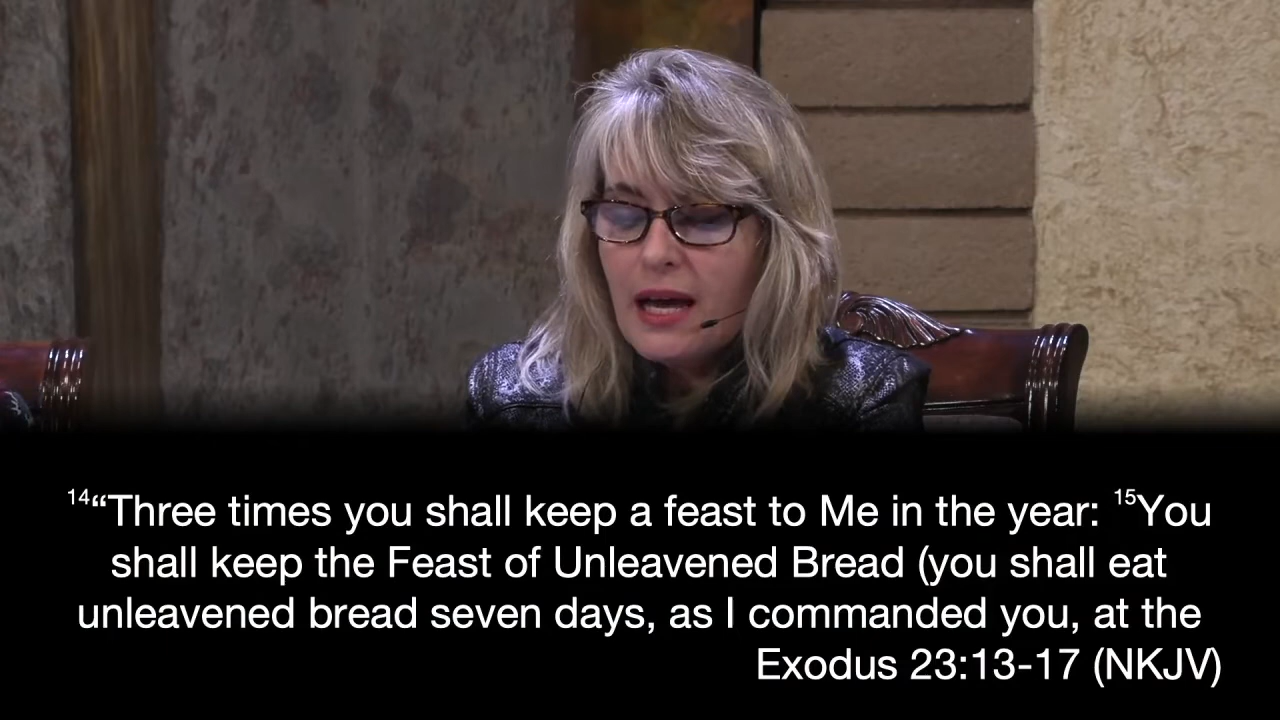 14“Three times you shall keep a feast to Me in the year: 15You
shall keep the Feast of Unleavened Bread (you shall eat
unleavened bread seven days, as I commanded you, at the
Exodus 23:13-17 (NKJV)